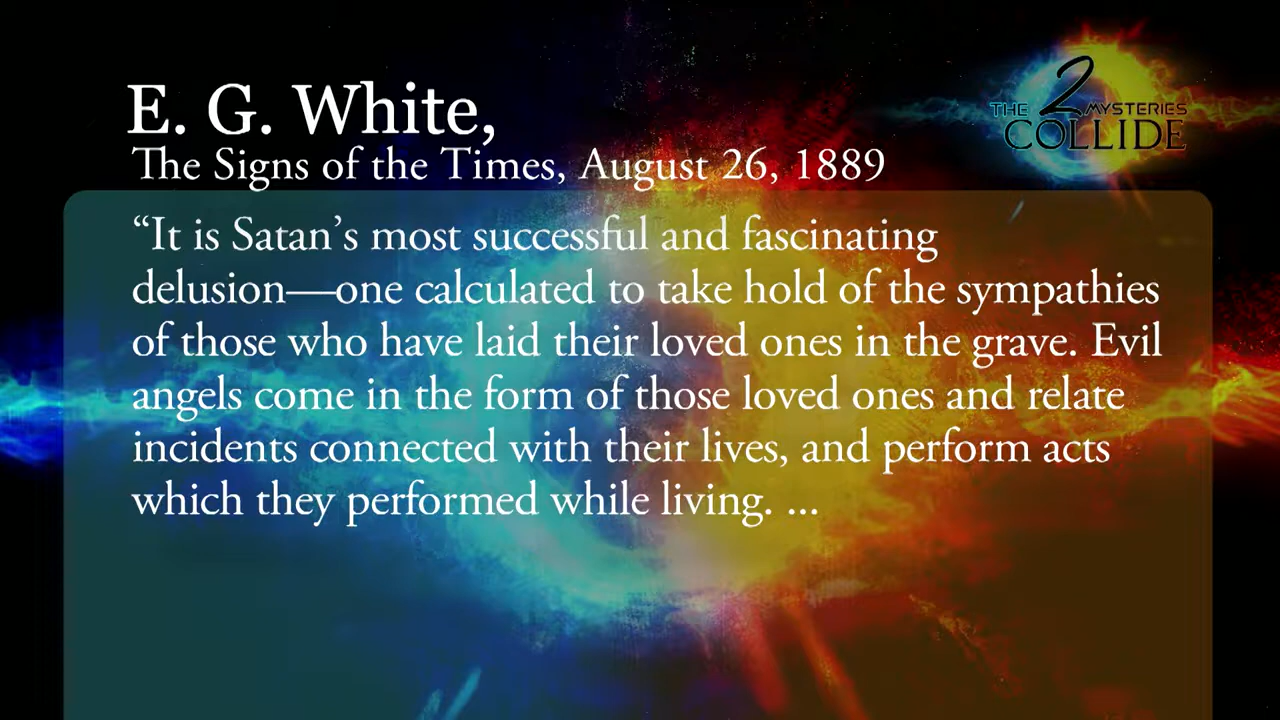 E. G. White,
The Signs of the Times, August 26, 1889
THE 2 MYSTERIES
COLLIDE
“It is Satan’s most successful and fascinating
delusion—one calculated to take hold of the sympathies
of those who have laid their loved ones in the grave. Evil
angels come in the form of those loved ones and relate
incidents connected with their lives, and perform acts
which they performed while living. ...